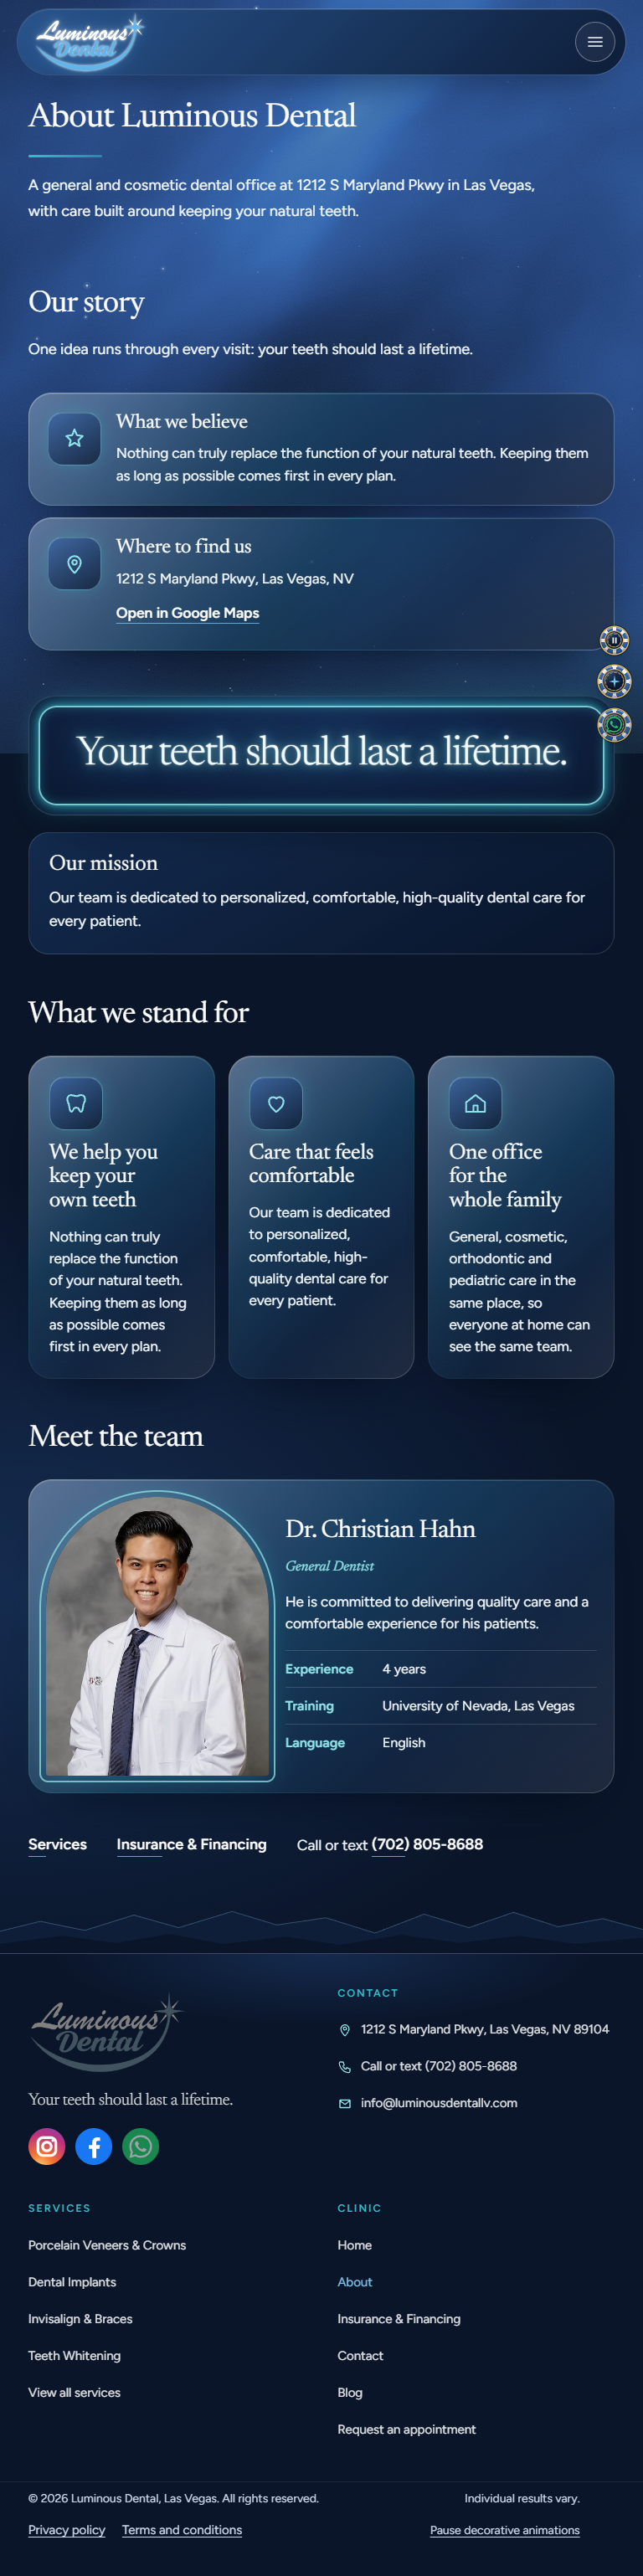 Luminous
Dental
About Luminous Dental
A general and cosmetic dental office at 1212 S Maryland Pkwy in Las Vegas,
with care built around keeping your natural teeth.
Our story
One idea runs through every visit: your teeth should last a lifetime.
What we believe
Nothing can truly replace the function of your natural teeth. Keeping them
as long as possible comes first in every plan.
Where to find us
1212 S Maryland Pkwy, Las Vegas, NV
Open in Google Maps
Your teeth should last a lifetime.
Our mission
Our team is dedicated to personalized, comfortable, high-quality dental care for
every patient.
What we stand for
We help you
keep your
own teeth
Nothing can truly
replace the function
of your natural teeth.
Keeping them as long
as possible comes
first in every plan.
Care that feels
comfortable
Our team is dedicated
to personalized,
comfortable, high-
quality dental care for
every patient.
One office
for the
whole family
General, cosmetic,
orthodontic and
pediatric care in the
same place, so
everyone at home can
see the same team.
Meet the team
Dr. Christian Hahn
General Dentist
He is committed to delivering quality care and a
comfortable experience for his patients.
Experience 4 years
Training University of Nevada, Las Vegas
Language English
Services Insurance & Financing Call or text (702) 805-8688
Luminous
Dental
Your teeth should last a lifetime.
CONTACT
1212 S Maryland Pkwy, Las Vegas, NV 89104
Call or text (702) 805-8688
info@luminousdentallv.com
SERVICES
Porcelain Veneers & Crowns
Dental Implants
Invisalign & Braces
Teeth Whitening
View all services
CLINIC
Home
About
Insurance & Financing
Contact
Blog
Request an appointment
© 2026 Luminous Dental, Las Vegas. All rights reserved.
Individual results vary.
Privacy policy Terms and conditions
Pause decorative animations